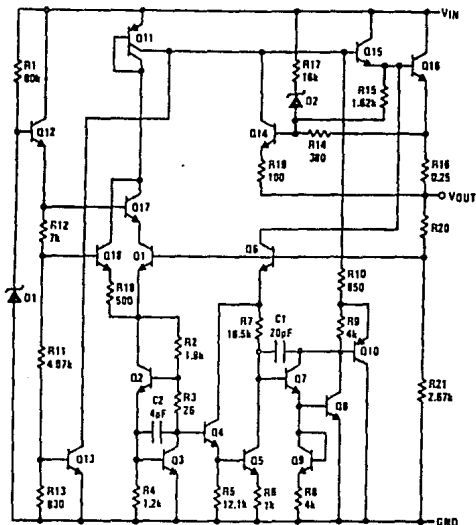 VIN
Q11
Q15
Q16
R1
80k
R17
16k
R15
1.62k
D2
Q12
Q14
R14
380
R16
0.25
R18
100
VOUT
Q17
R12
7k
R20
Q18
Q1
Q6
R19
500
R10
850
D1
R2
1.9k
R7
16.5k
C1
20pF
R9
4k
Q10
R11
4.97k
Q2
Q7
R21
2.67k
C2
4pF
R3
26
Q4
Q8
Q13
Q3
Q5
Q9
R13
830
R4
1.2k
R5
12.1k
R6
1k
R8
4k
GND